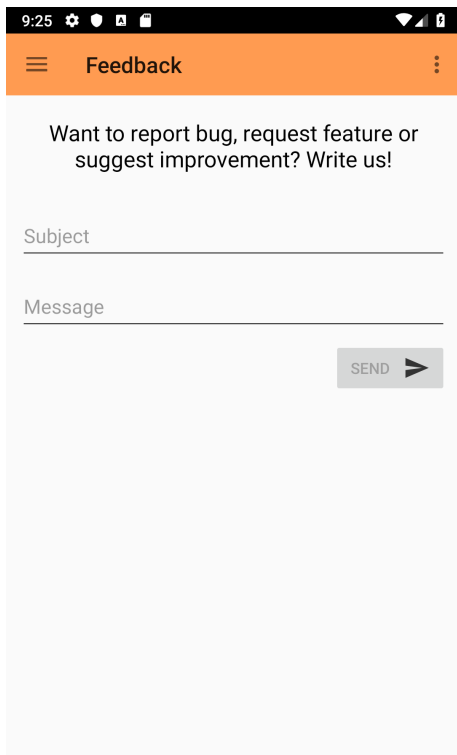 9:25
Feedback
Want to report bug, request feature or
suggest improvement? Write us!
Subject
Message
SEND